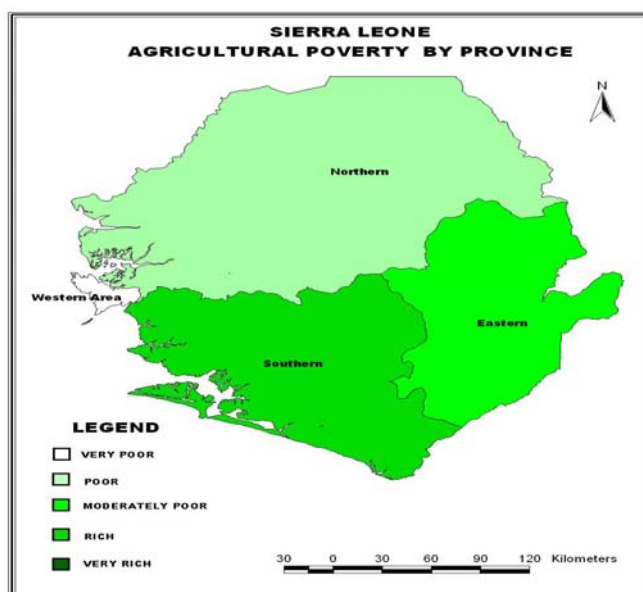 SIERRA LEONE
AGRICULTURAL POVERTY BY PROVINCE
N
Northern
Western Area
Eastern
Southern
LEGEND
VERY POOR
POOR
MODERATELY POOR
RICH
VERY RICH
30 0 30 60 90 120 Kilometers